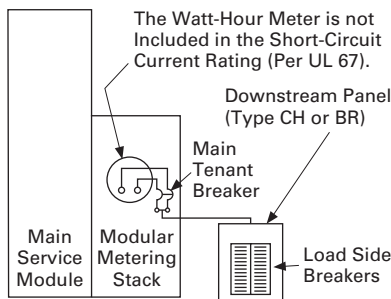 The Watt-Hour Meter is not
Included in the Short-Circuit
Current Rating (Per UL 67).
Downstream Panel
(Type CH or BR)
Main
Tenant
Breaker
Main
Service
Module
Modular
Metering
Stack
Load Side
Breakers